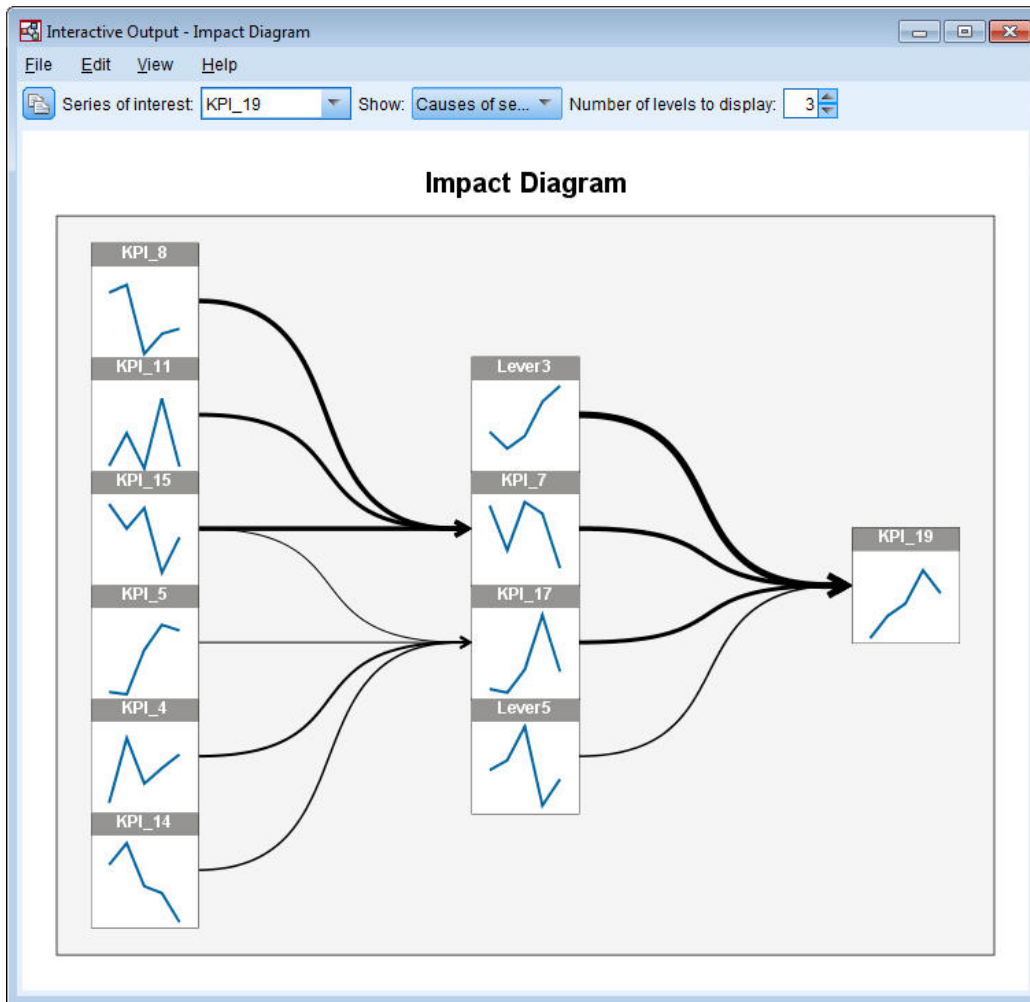 Interactive Output - Impact Diagram
File Edit View Help
Series of interest: KPI_19 Show: Causes of se... Number of levels to display: 3
Impact Diagram
KPI_8
KPI_11
KPI_15
KPI_5
KPI_4
KPI_14
Lever3
KPI_7
KPI_17
Lever5
KPI_19